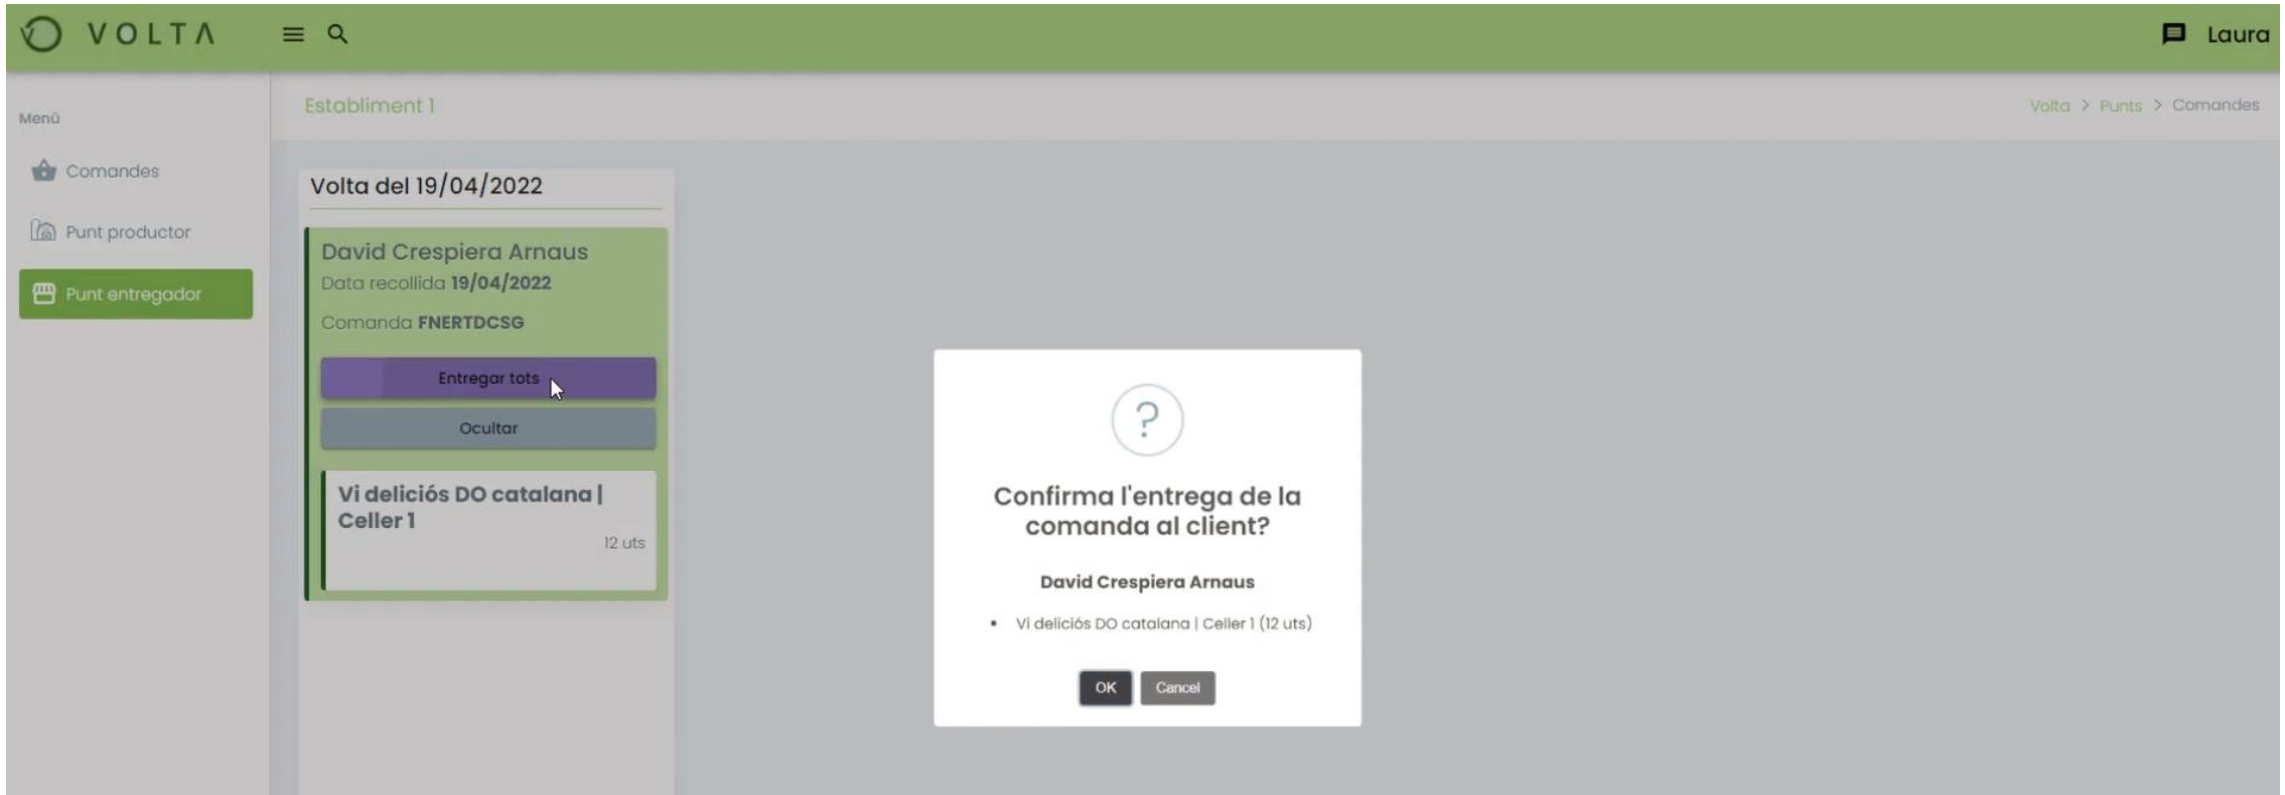 VOLTA
Laura
Menú
Comandes
Punt productor
Punt entregador
Establiment 1
Volta > Punts > Comandes
Volta del 19/04/2022
David Crespiera Arnaus
Data recollida 19/04/2022
Comanda FNERTDCSG
Entregar tots
Ocultar
Vi deliciós DO catalana |
Celler 1
12 uts
?
Confirma l'entrega de la
comanda al client?
David Crespiera Arnaus
• Vi deliciós DO catalana | Celler 1 (12 uts)
OK Cancel